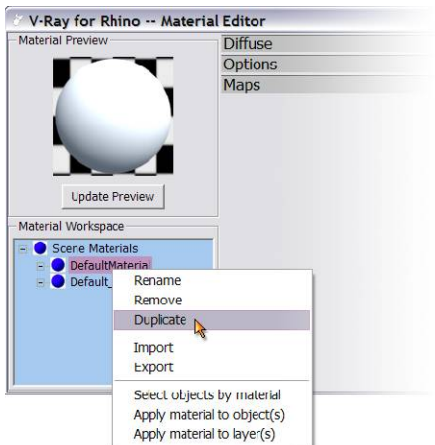 V-Ray for Rhino -- Material Editor
Material Preview
Diffuse
Options
Maps
Update Preview
Material Workspace
Scene Materials
DefaultMateria
Default_
Rename
Remove
Duplicate
Import
Export
Select objects by material
Apply material to object(s)
Apply material to layer(s)